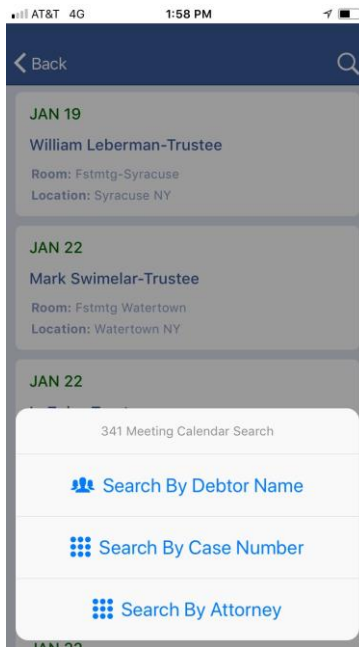 AT&T 4G 1:58 PM
Back
JAN 19
William Leberman-Trustee
Room: Fstmtg-Syracuse
Location: Syracuse NY
JAN 22
Mark Swimelar-Trustee
Room: Fstmtg Watertown
Location: Watertown NY
JAN 22
341 Meeting Calendar Search
Search By Debtor Name
Search By Case Number
Search By Attorney
JAN 22